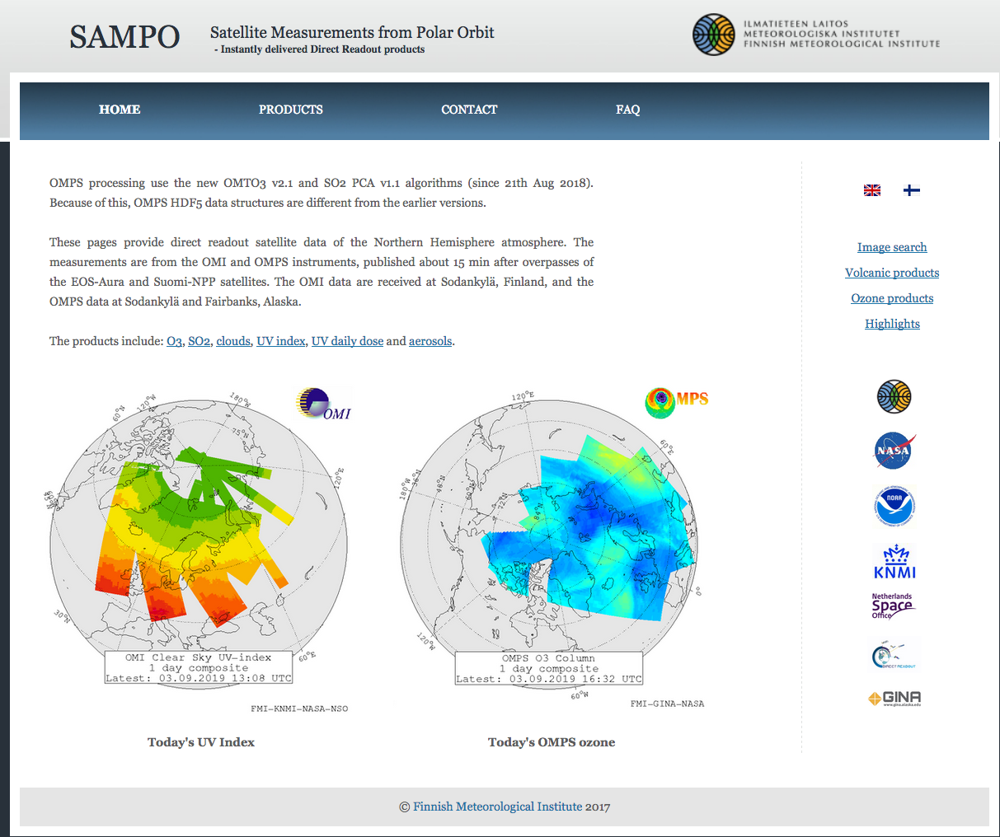 SAMPO
Satellite Measurements from Polar Orbit
- Instantly delivered Direct Readout products
ILMATIETEEN LAITOS
METEOROLOGISKA INSTITUTET
FINNISH METEOROLOGICAL INSTITUTE
HOME PRODUCTS CONTACT FAQ
OMPS processing use the new OMTO3 v2.1 and SO2 PCA v1.1 algorithms (since 21th Aug 2018).
Because of this, OMPS HDF5 data structures are different from the earlier versions.
These pages provide direct readout satellite data of the Northern Hemisphere atmosphere. The
measurements are from the OMI and OMPS instruments, published about 15 min after overpasses of
the EOS-Aura and Suomi-NPP satellites. The OMI data are received at Sodankylä, Finland, and the
OMPS data at Sodankylä and Fairbanks, Alaska.
The products include: O3, SO2, clouds, UV index, UV daily dose and aerosols.
OMI
180°W
120°W
60°N
75°N
120°E
30°N
60°E
OMI Clear Sky UV-index
1 day composite
Latest: 03.09.2019 13:08 UTC
FMI-KNMI-NASA-NSO
Today's UV Index
MPS
120°E
60°E
180°W
48°N
60°N
72°N
84°N
0°
120°W
60°W
OMPS O3 Column
1 day composite
Latest: 03.09.2019 16:32 UTC
FMI-GINA-NASA
Today's OMPS ozone
Image search
Volcanic products
Ozone products
Highlights
NASA
NOAA
KNMI
Netherlands
Space
Office
DIRECT READOUT
GINA
www.gina.alaska.edu
© Finnish Meteorological Institute 2017